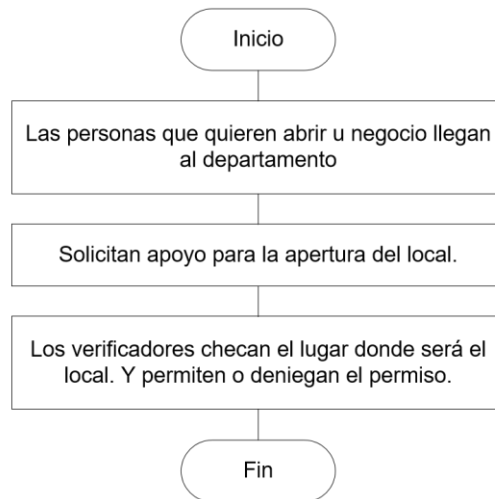 Inicio
Las personas que quieren abrir u negocio llegan
al departamento
Solicitan apoyo para la apertura del local.
Los verificadores checan el lugar donde será el
local. Y permiten o deniegan el permiso.
Fin